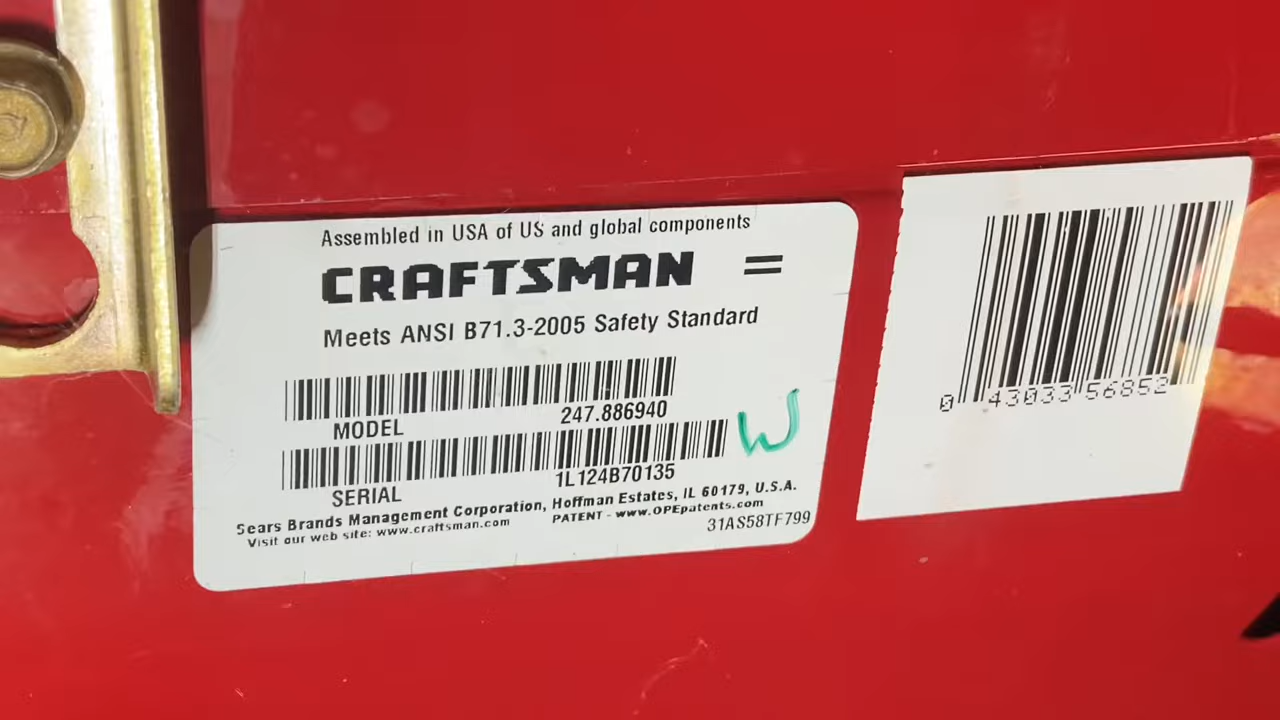 Assembled in USA of US and global components
CRAFTSMAN =
Meets ANSI B71.3-2005 Safety Standard
MODEL 247.886940
W
SERIAL 1L124B70135
Sears Brands Management Corporation, Hoffman Estates, IL 60179, U.S.A.
Visit our web site: www.craftsman.com PATENT - www.OPEpatents.com
31AS58TF799
0 43033 56852